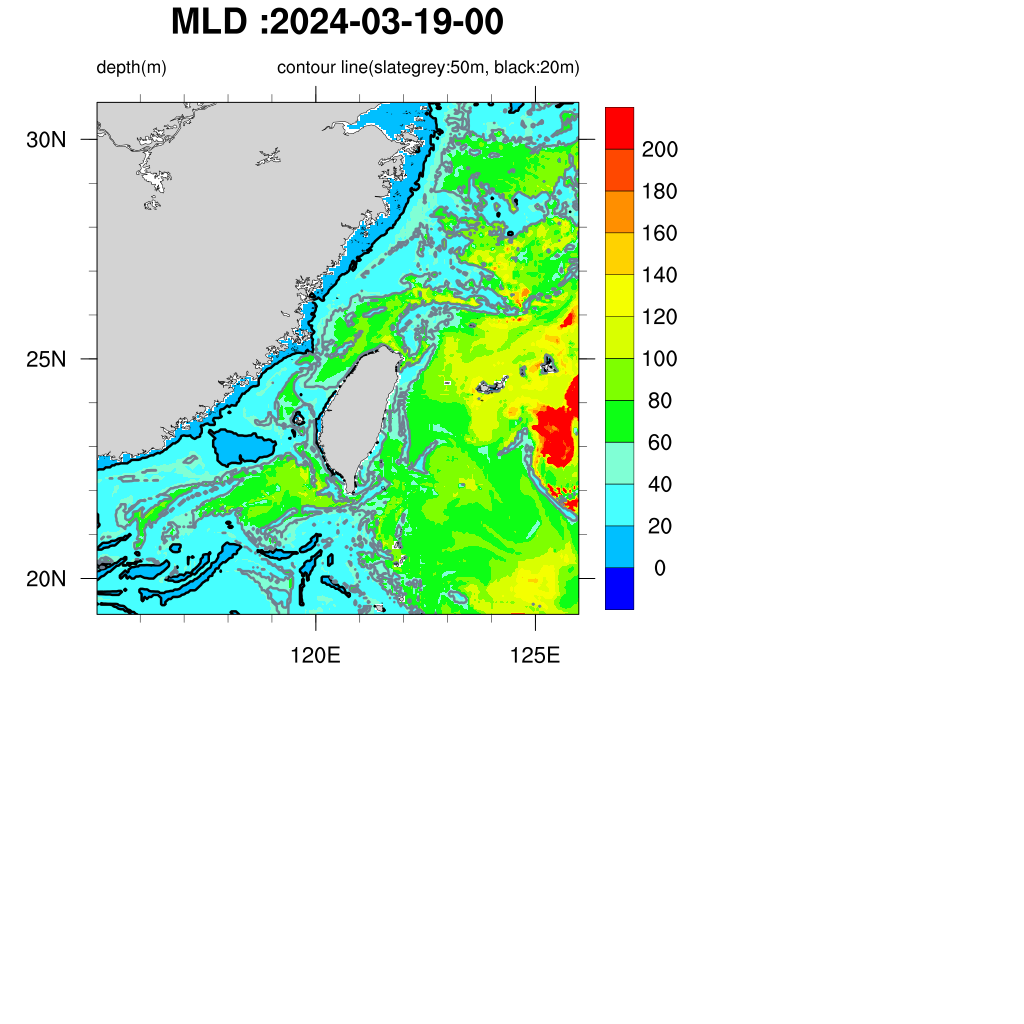 MLD :2024-03-19-00
depth(m)
contour line(slategrey:50m, black:20m)
30N
25N
20N
120E
125E
200
180
160
140
120
100
80
60
40
20
0